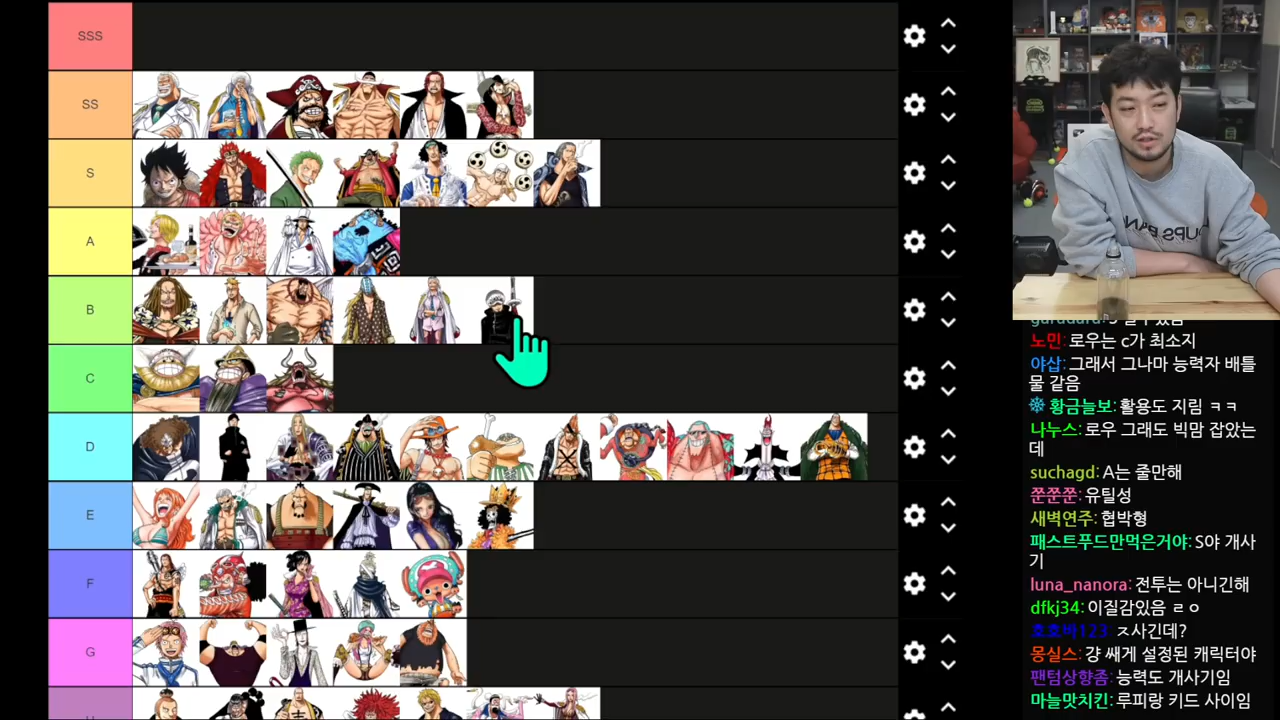 SSS
SS
S
A
B
C
D
E
F
G
노민: 로우는 c가 최소지
야삽: 그래서 그나마 능력자 배틀
물 같음
황금늘보: 활용도 지림 ㅋㅋ
나누스: 로우 그래도 빅맘 잡았는
데
suchagd: A는 줄만해
쭌쭌쭌: 유틸성
새벽연주: 협박형
패스트푸드만먹은거야: S야 개사
기
luna_nanora: 전투는 아니긴해
dfkj34: 이질감있음 ㄹㅇ
호호바123: ㅈ사긴데?
몽실스: 걍 쌔게 설정된 캐릭터야
팬텀상향좀: 능력도 개사기임
마늘맛치킨: 루피랑 키드 사이임